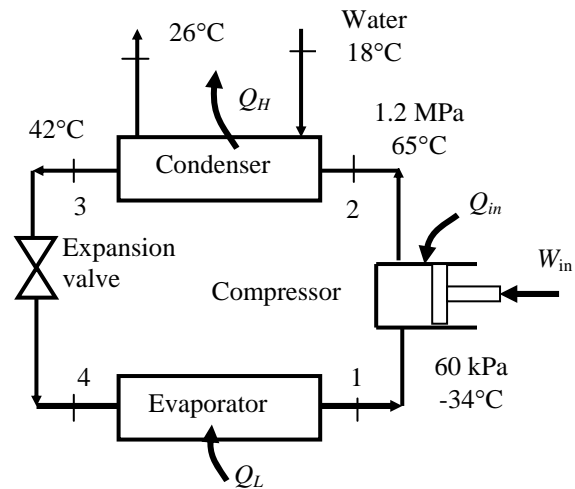 Water
26°C
18°C
Q_H
1.2 MPa
65°C
42°C
Condenser
3
2
Q_in
Expansion
valve
Compressor
W_in
4
1
60 kPa
-34°C
Evaporator
Q_L